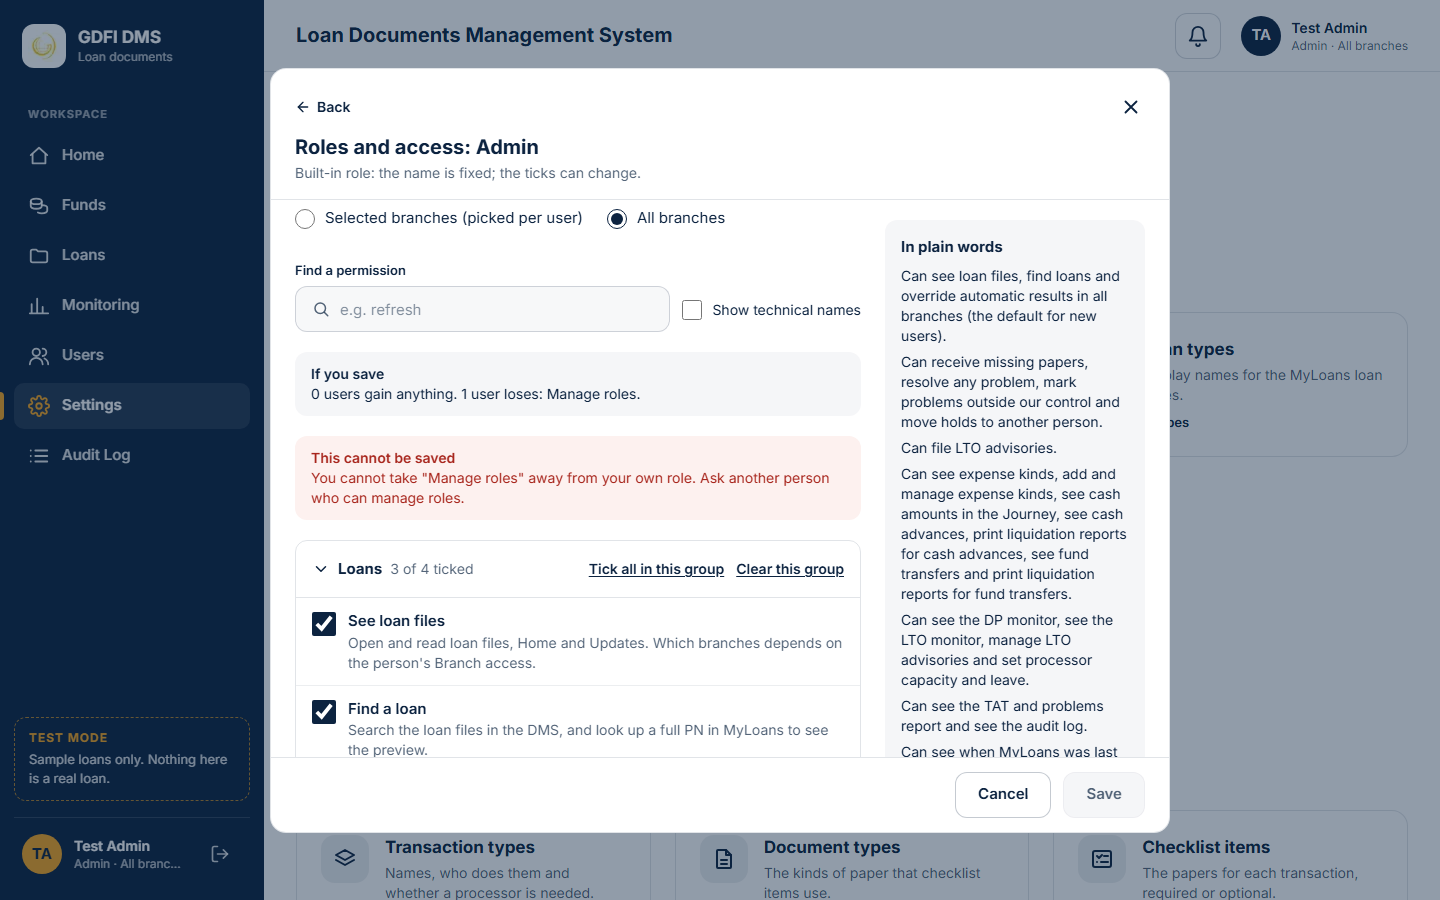 GDFI DMS
Loan documents
WORKSPACE
Home
Funds
Loans
Monitoring
Users
Settings
Audit Log
TEST MODE
Sample loans only. Nothing here
is a real loan.
TA
Test Admin
Admin · All branc...
Loan Documents Management System
TA
Test Admin
Admin · All branches
Back
Roles and access: Admin
Built-in role: the name is fixed; the ticks can change.
Selected branches (picked per user)
All branches
Find a permission
e.g. refresh
Show technical names
If you save
0 users gain anything. 1 user loses: Manage roles.
This cannot be saved
You cannot take "Manage roles" away from your own role. Ask another person
who can manage roles.
Loans 3 of 4 ticked
Tick all in this group
Clear this group
See loan files
Open and read loan files, Home and Updates. Which branches depends on
the person's Branch access.
Find a loan
Search the loan files in the DMS, and look up a full PN in MyLoans to see
the preview.
In plain words
Can see loan files, find loans and
override automatic results in all
branches (the default for new
users).
Can receive missing papers,
resolve any problem, mark
problems outside our control and
move holds to another person.
Can file LTO advisories.
Can see expense kinds, add and
manage expense kinds, see cash
amounts in the Journey, see cash
advances, print liquidation reports
for cash advances, see fund
transfers and print liquidation
reports for fund transfers.
Can see the DP monitor, see the
LTO monitor, manage LTO
advisories and set processor
capacity and leave.
Can see the TAT and problems
report and see the audit log.
Can see when MyLoans was last
Cancel
Save
types
names for the MyLoans loan
Transaction types
Names, who does them and
whether a processor is needed.
Document types
The kinds of paper that checklist
items use.
Checklist items
The papers for each transaction,
required or optional.